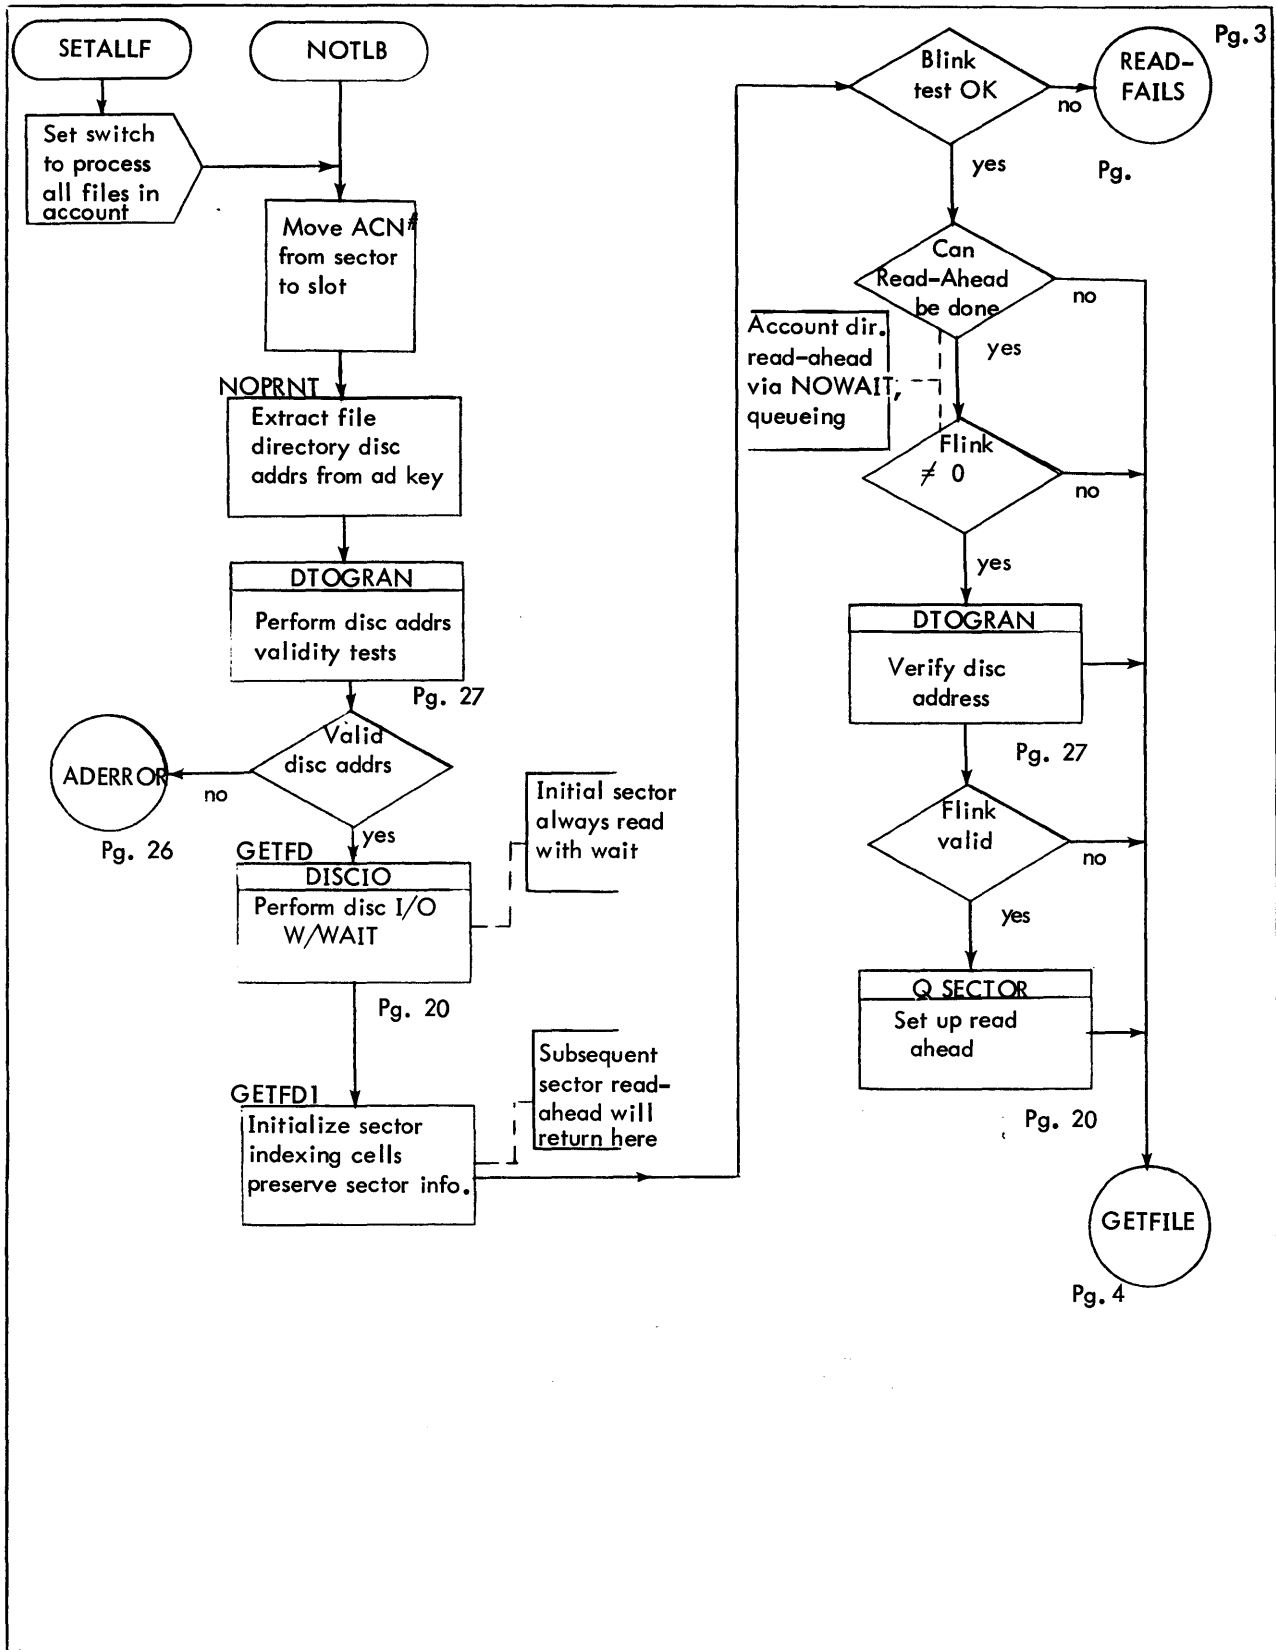 Pg. 3
SETALLF
NOTLB
Set switch
to process
all files in
account
Move ACN#
from sector
to slot
NOPRNT
Extract file
directory disc
addrs from ad key
DTOGRAN
Perform disc addrs
validity tests
Pg. 27
Valid
disc addrs
no
ADERROR
Pg. 26
yes
GETFD
DISCIO
Perform disc I/O
W/WAIT
Pg. 20
Initial sector
always read
with wait
GETFD1
Initialize sector
indexing cells
preserve sector info.
Subsequent
sector read-
ahead will
return here
Blink
test OK
no
READ-
FAILS
Pg.
yes
Can
Read-Ahead
be done
no
yes
Account dir.
read-ahead
via NOWAIT,
queueing
Flink
≠ 0
no
yes
DTOGRAN
Verify disc
address
Pg. 27
Flink
valid
no
yes
Q SECTOR
Set up read
ahead
Pg. 20
GETFILE
Pg. 4